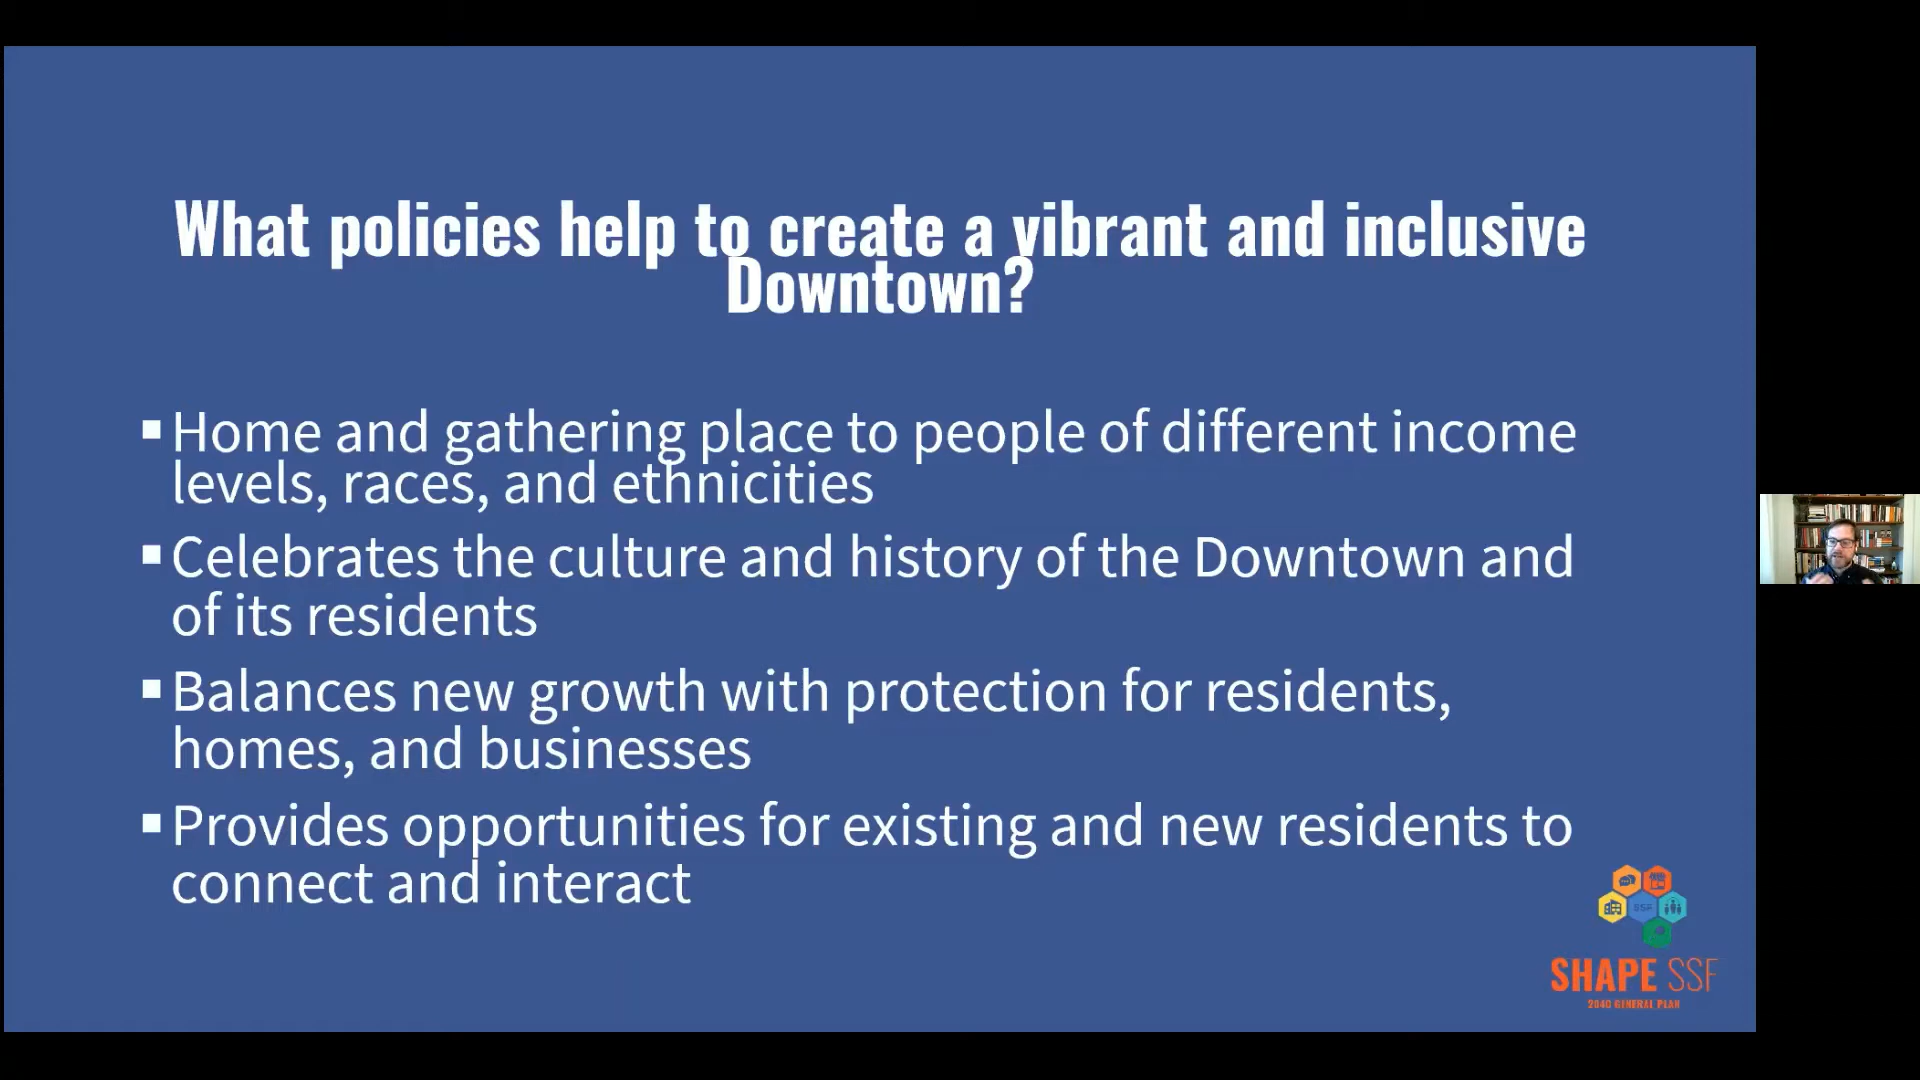 What policies help to create a vibrant and inclusive
Downtown?
▪Home and gathering place to people of different income
levels, races, and ethnicities
▪Celebrates the culture and history of the Downtown and
of its residents
▪Balances new growth with protection for residents,
homes, and businesses
▪Provides opportunities for existing and new residents to
connect and interact
SSF
SHAPE SSF
2040 GENERAL PLAN